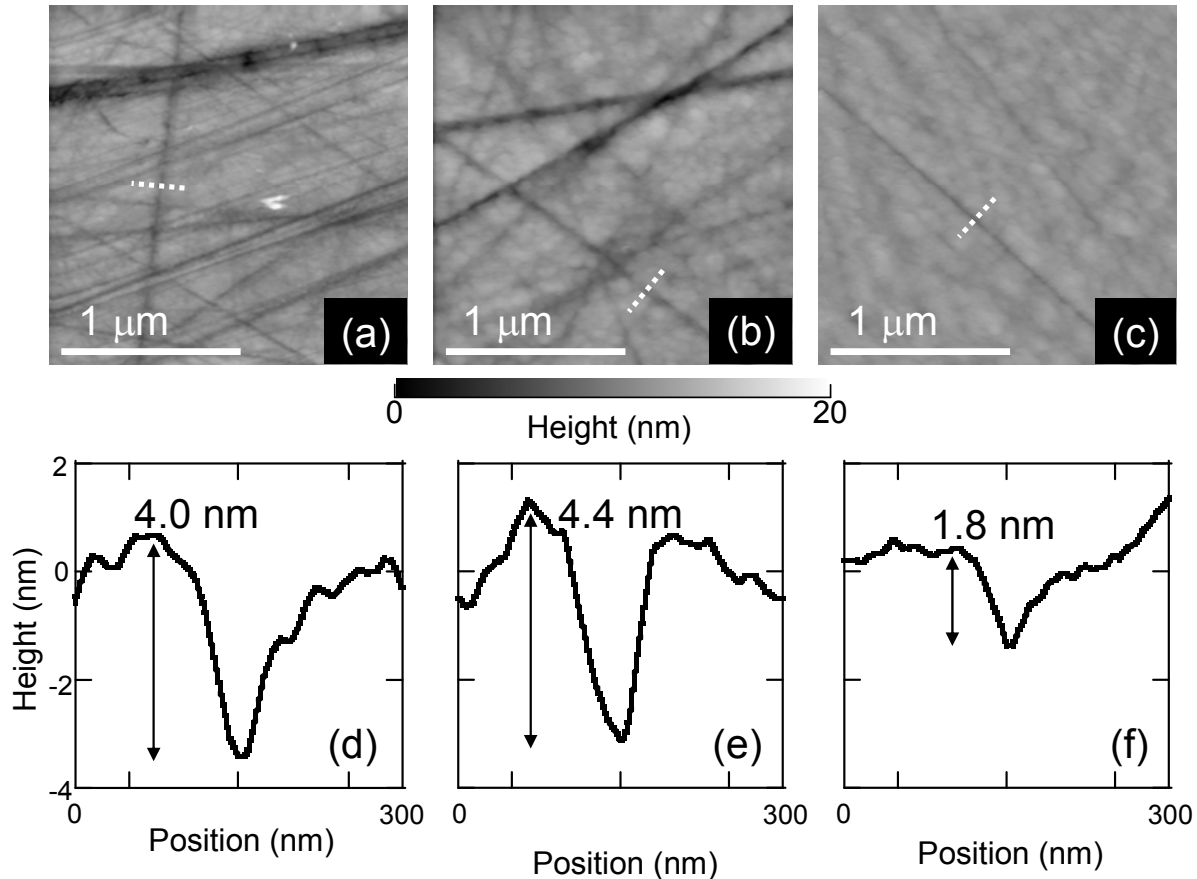 1 μm
(a)
1 μm
(b)
1 μm
(c)
0
20
Height (nm)
Height (nm)
2
0
-2
-4
4.0 nm
(d)
0
300
Position (nm)
4.4 nm
(e)
0
300
Position (nm)
1.8 nm
(f)
0
300
Position (nm)